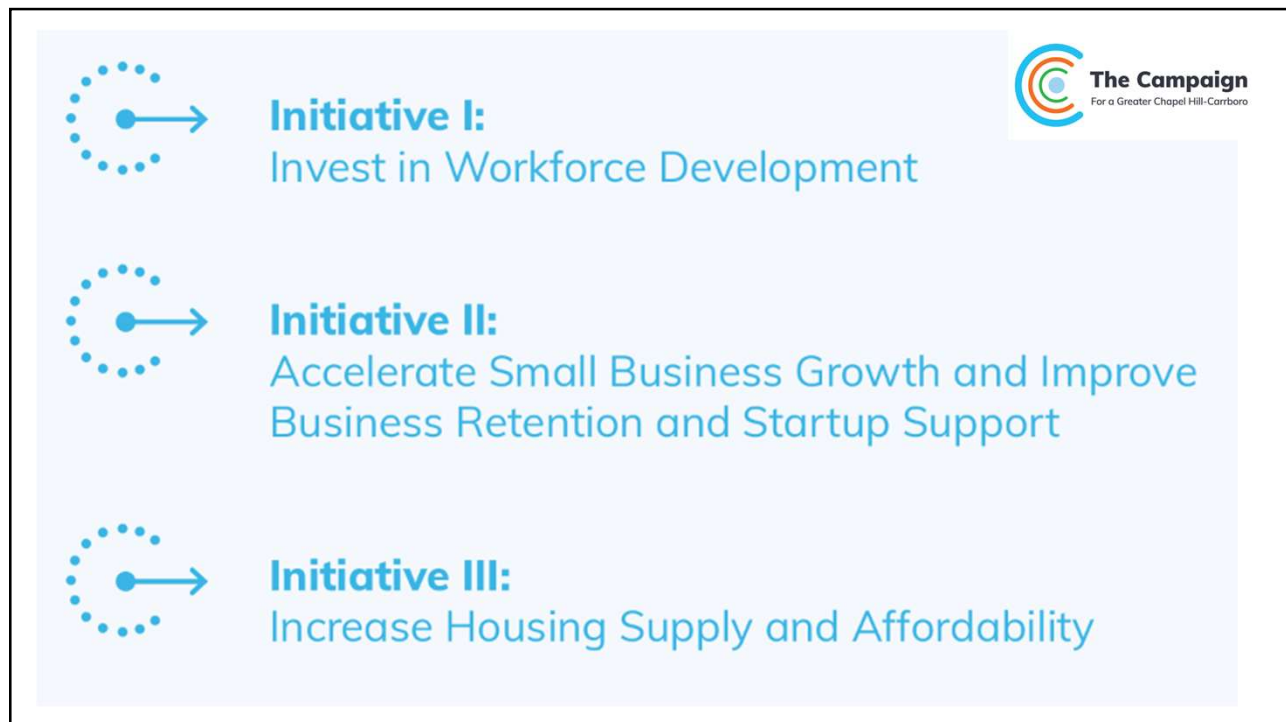 The Campaign
For a Greater Chapel Hill-Carrboro
Initiative I:
Invest in Workforce Development
Initiative II:
Accelerate Small Business Growth and Improve
Business Retention and Startup Support
Initiative III:
Increase Housing Supply and Affordability